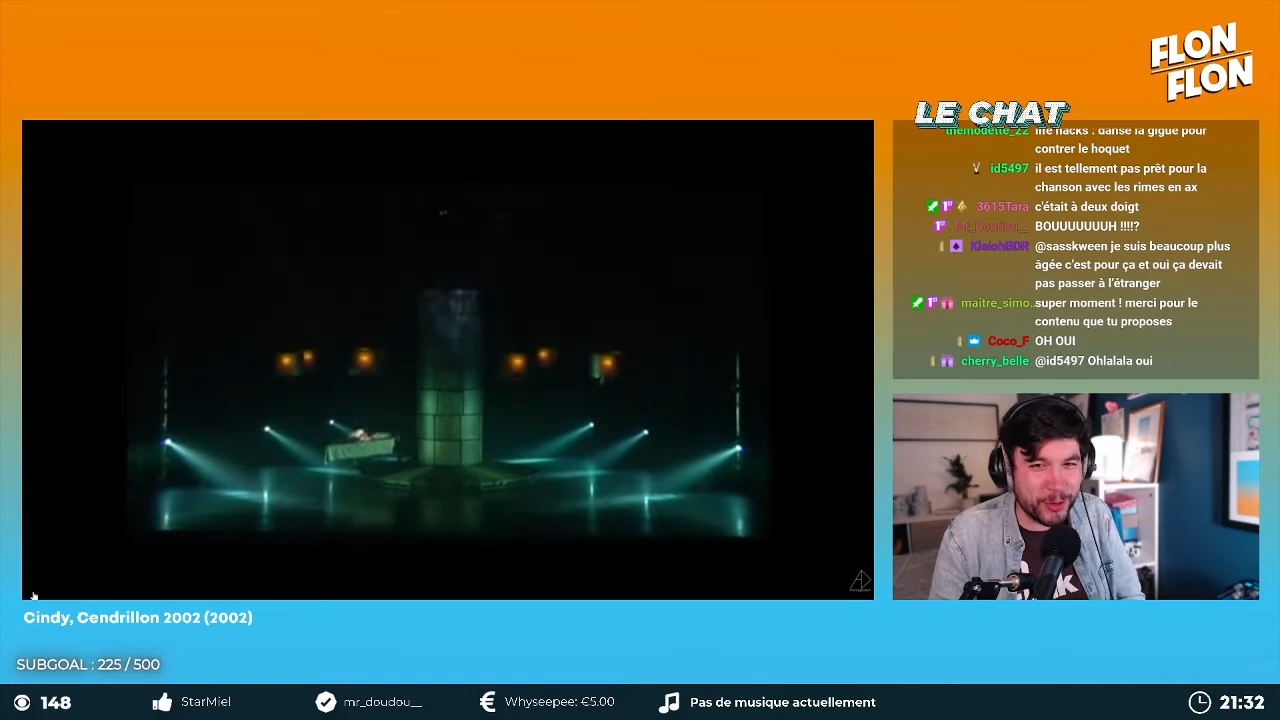 FLON
FLON
LE CHAT
themodette_22 life hacks : danse la gigue pour
contrer le hoquet
id5497 il est tellement pas prêt pour la
chanson avec les rimes en ax
3615Tara c'était à deux doigt
Mr_Doudou__ BOUUUUUUUH !!!!?
KleiohBDR @sasskween je suis beaucoup plus
âgée c'est pour ça et oui ça devait
pas passer à l'étranger
maitre_simo.. super moment ! merci pour le
contenu que tu proposes
Coco_F OH OUI
cherry_belle @id5497 Ohlalala oui
Cindy, Cendrillon 2002 (2002)
SUBGOAL : 225 / 500
148 StarMiel mr_doudou__ Whyseepee: €5.00 Pas de musique actuellement 21:32